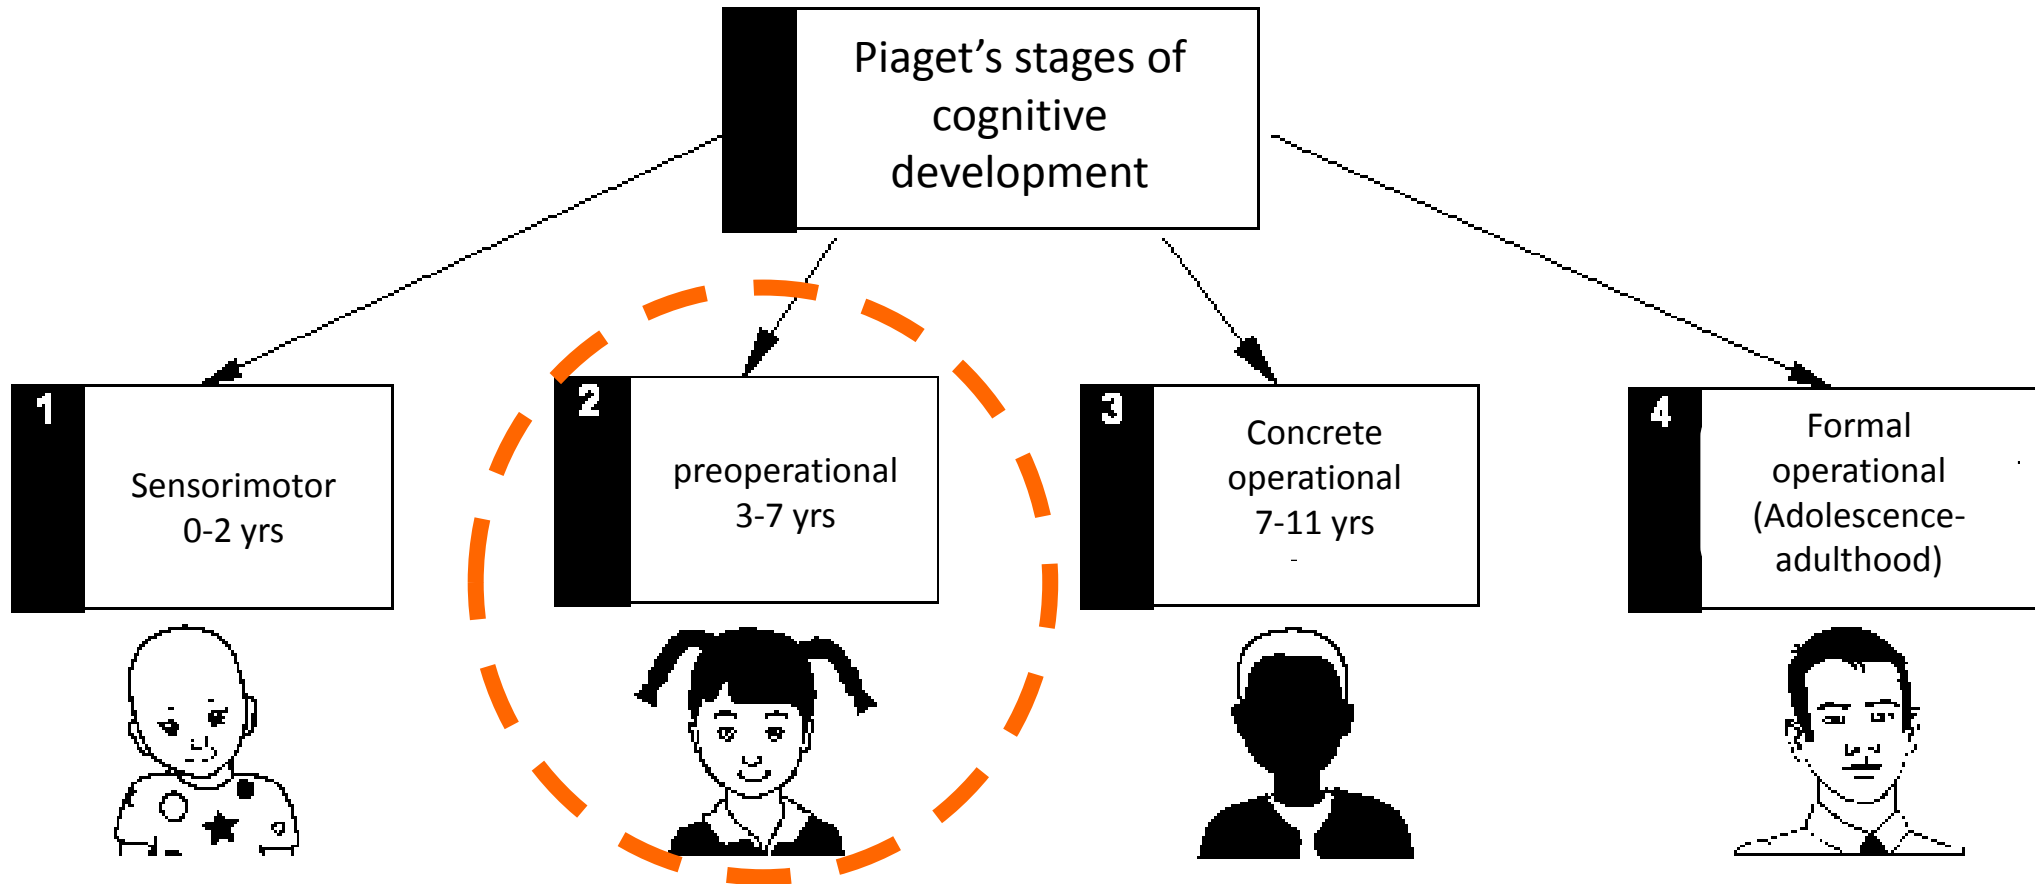 Piaget’s stages of
cognitive
development
1
Sensorimotor
0-2 yrs
2
preoperational
3-7 yrs
3
Concrete
operational
7-11 yrs
4
Formal
operational
(Adolescence-
adulthood)